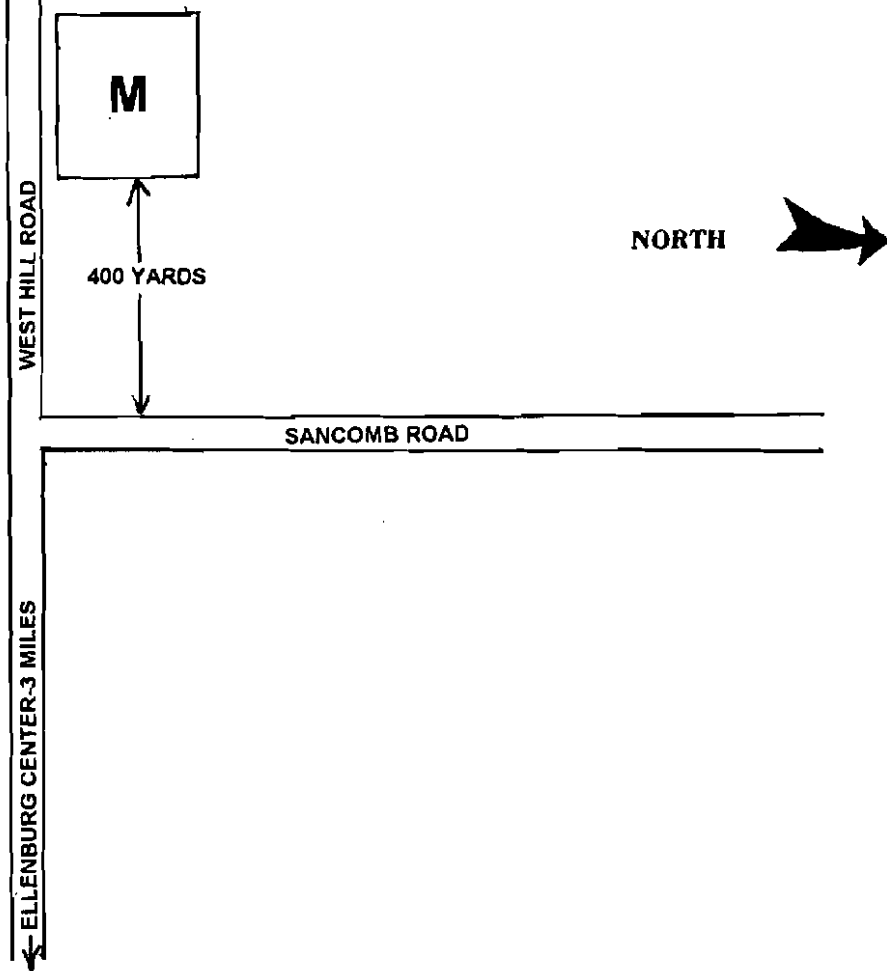 M
WEST HILL ROAD
400 YARDS
NORTH
SANCOMB ROAD
ELLENBURG CENTER-3 MILES